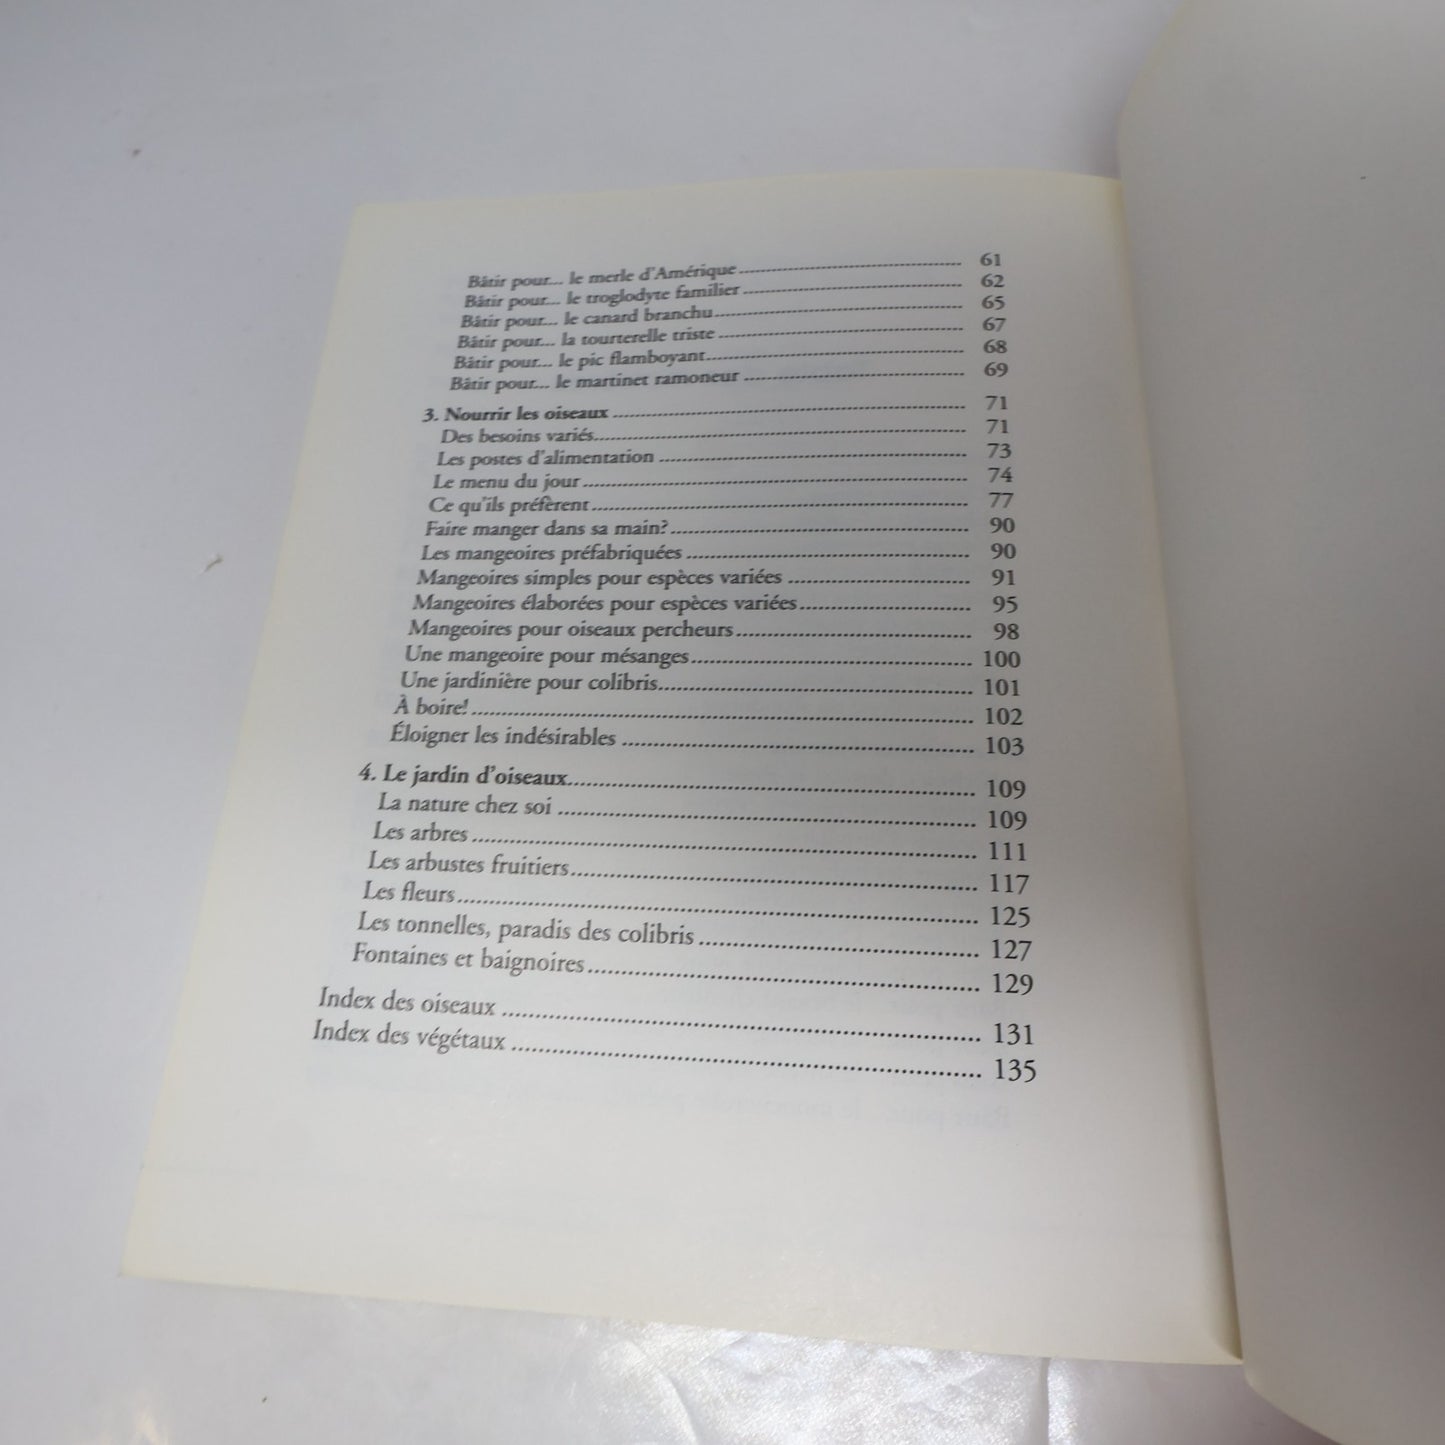 Bâtir pour... le merle d'Amérique 61
Bâtir pour... le troglodyte familier 62
Bâtir pour... le canard branchu 65
Bâtir pour... la tourterelle triste 67
Bâtir pour... le pic flamboyant 68
Bâtir pour... le martinet ramoneur 69
3. Nourrir les oiseaux 71
Des besoins variés 71
Les postes d'alimentation 73
Le menu du jour 74
Ce qu'ils préfèrent 77
Faire manger dans sa main? 90
Les mangeoires préfabriquées 90
Mangeoires simples pour espèces variées 91
Mangeoires élaborées pour espèces variées 95
Mangeoires pour oiseaux percheurs 98
Une mangeoire pour mésanges 100
Une jardinière pour colibris 101
À boire! 102
Éloigner les indésirables 103
4. Le jardin d'oiseaux 109
La nature chez soi 109
Les arbres 111
Les arbustes fruitiers 117
Les fleurs 125
Les tonnelles, paradis des colibris 127
Fontaines et baignoires 129
Index des oiseaux 131
Index des végétaux 135